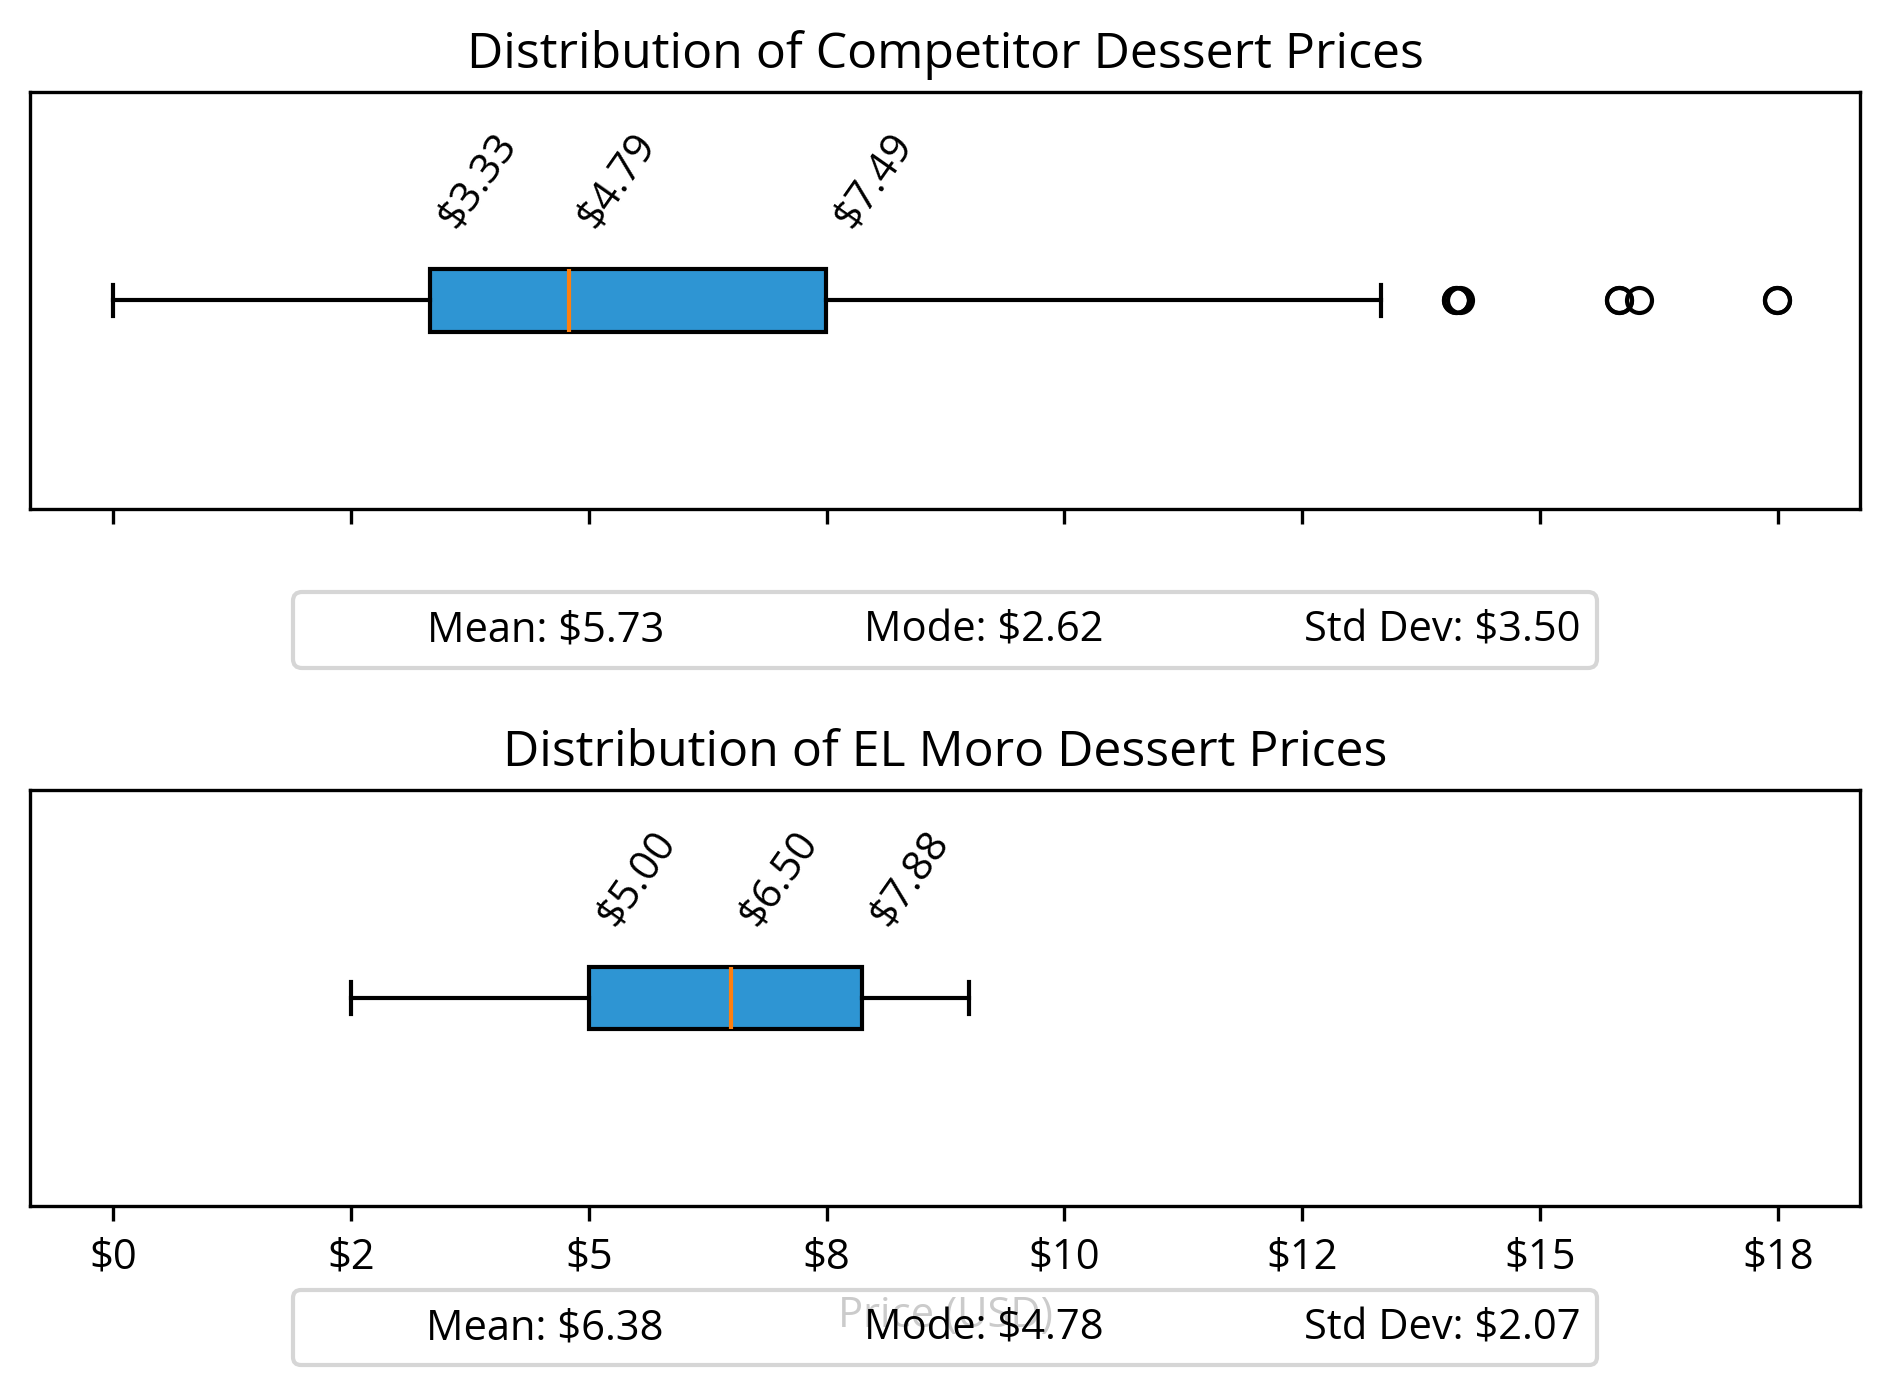 Distribution of Competitor Dessert Prices
$3.33 $4.79 $7.49
Mean: $5.73 Mode: $2.62 Std Dev: $3.50
Distribution of EL Moro Dessert Prices
$5.00 $6.50 $7.88
$0 $2 $5 $8 $10 $12 $15 $18
Price (USD)
Mean: $6.38 Mode: $4.78 Std Dev: $2.07